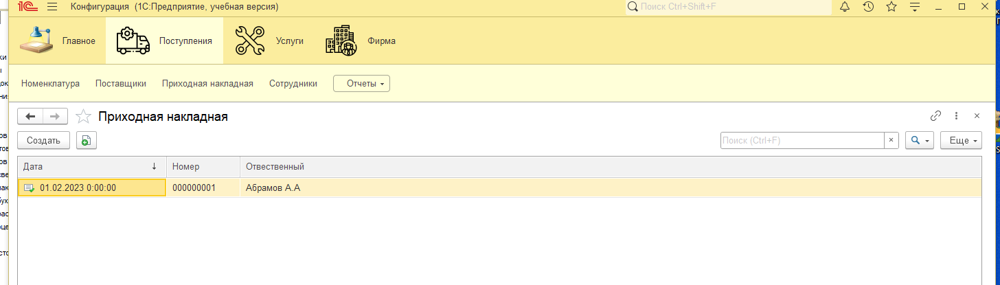 1С Конфигурация (1С:Предприятие, учебная версия) Поиск Ctrl+Shift+F
Главное Поступления Услуги Фирма
Номенклатура Поставщики Приходная накладная Сотрудники Отчеты
Приходная накладная
Создать Поиск (Ctrl+F) × Еще
Дата ↓ Номер Отвественный
01.02.2023 0:00:00 000000001 Абрамов А.А